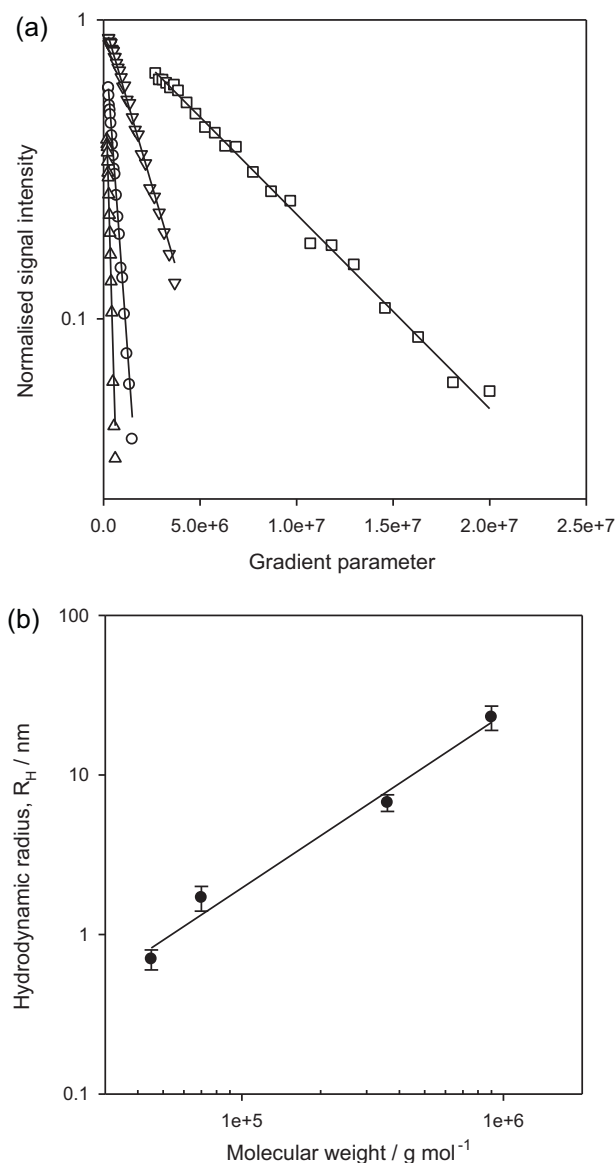 (a)
1
0.1
Normalised signal intensity
0.0 5.0e+6 1.0e+7 1.5e+7 2.0e+7 2.5e+7
Gradient parameter
(b)
100
10
1
0.1
Hydrodynamic radius, R_H / nm
1e+5 1e+6
Molecular weight / g mol⁻¹